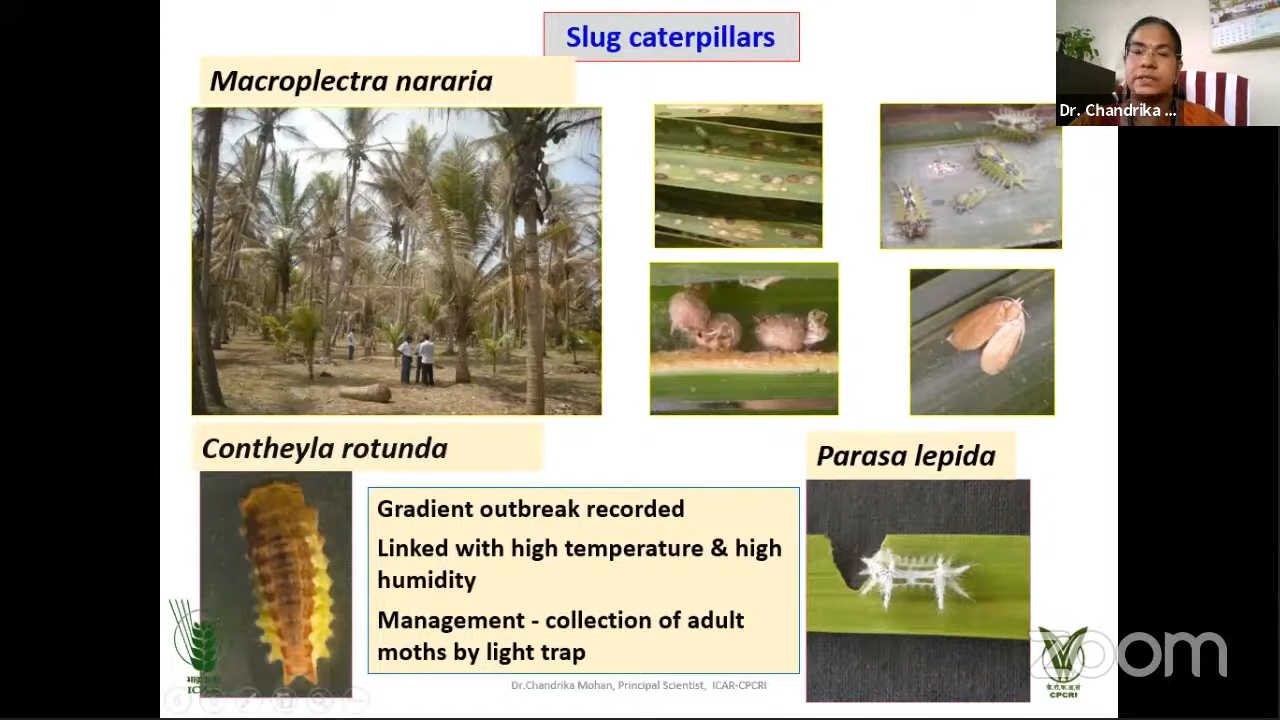 Slug caterpillars
Macroplectra nararia
Dr. Chandrika ...
Contheyla rotunda
Parasa lepida
Gradient outbreak recorded
Linked with high temperature & high
humidity
Management - collection of adult
moths by light trap
Dr.Chandrika Mohan, Principal Scientist, ICAR-CPCRI
zoom
CPCRI